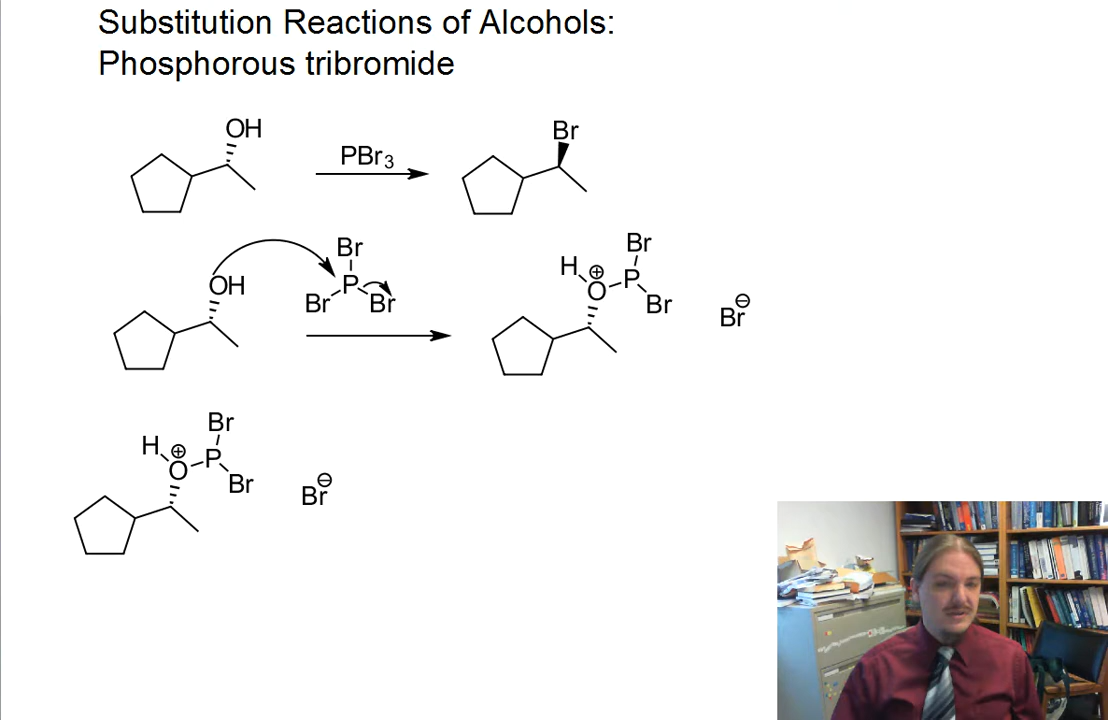 Substitution Reactions of Alcohols:
Phosphorous tribromide
OH
PBr3
Br
OH
Br
P
Br
Br
H
⊕
O
P
Br
Br
Br
⊖
H
⊕
O
P
Br
Br
Br
⊖